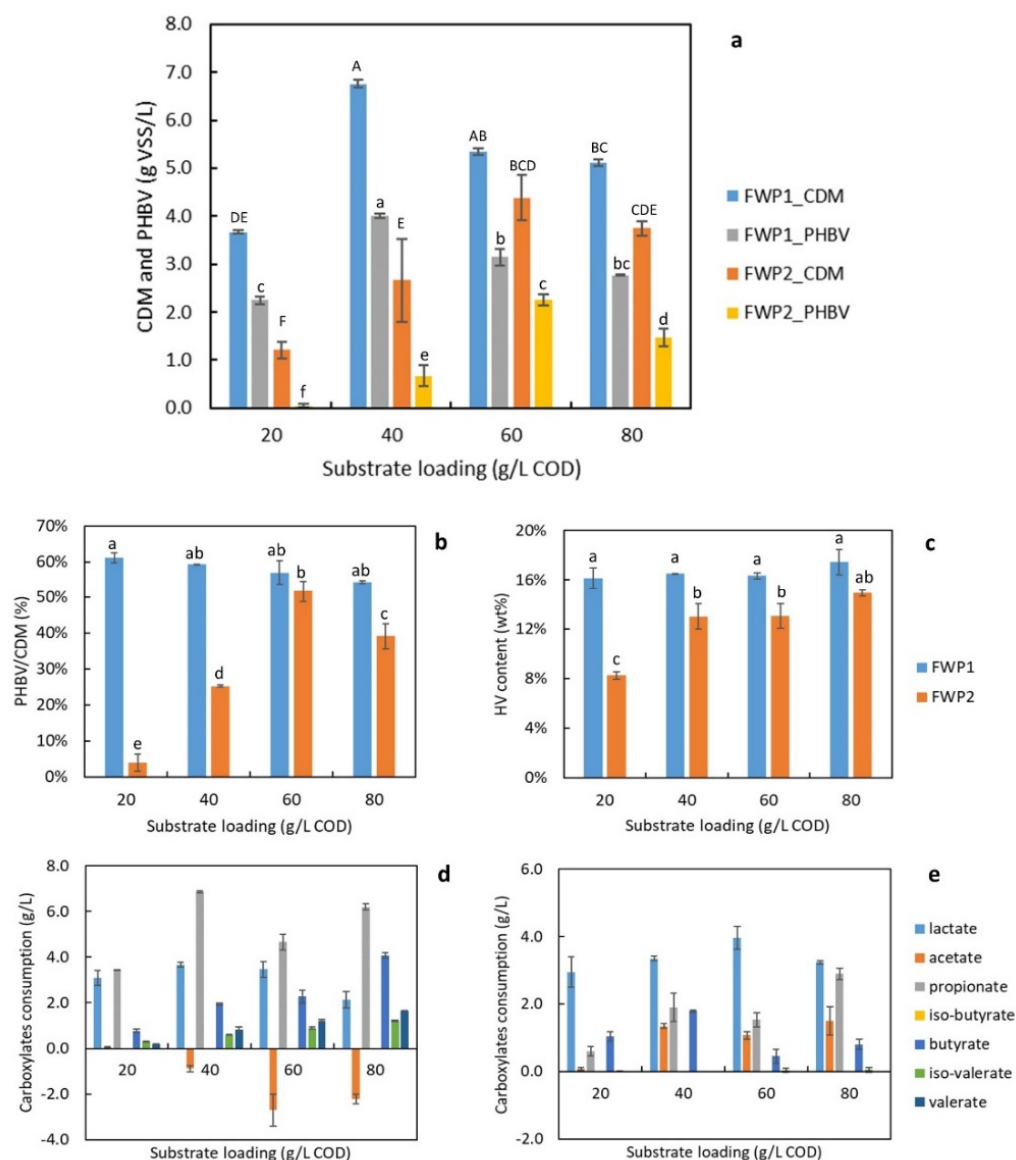 a
CDM and PHBV (g VSS/L)
8.0
7.0
6.0
5.0
4.0
3.0
2.0
1.0
0.0
DE
c
F
f
A
a
E
e
AB
b
BCD
c
BC
bc
CDE
d
20
40
60
80
Substrate loading (g/L COD)
FWP1_CDM
FWP1_PHBV
FWP2_CDM
FWP2_PHBV
b
PHBV/CDM (%)
70%
60%
50%
40%
30%
20%
10%
0%
a
e
ab
d
ab
b
ab
c
20
40
60
80
Substrate loading (g/L COD)
c
HV content (wt%)
20%
16%
12%
8%
4%
0%
a
c
a
b
a
b
a
ab
20
40
60
80
Substrate loading (g/L COD)
FWP1
FWP2
d
Carboxylates consumption (g/L)
8.0
6.0
4.0
2.0
0.0
-2.0
-4.0
20
40
60
80
Substrate loading (g/L COD)
e
Carboxylates consumption (g/L)
6.0
4.0
2.0
0.0
-2.0
20
40
60
80
Substrate loading (g/L COD)
lactate
acetate
propionate
iso-butyrate
butyrate
iso-valerate
valerate